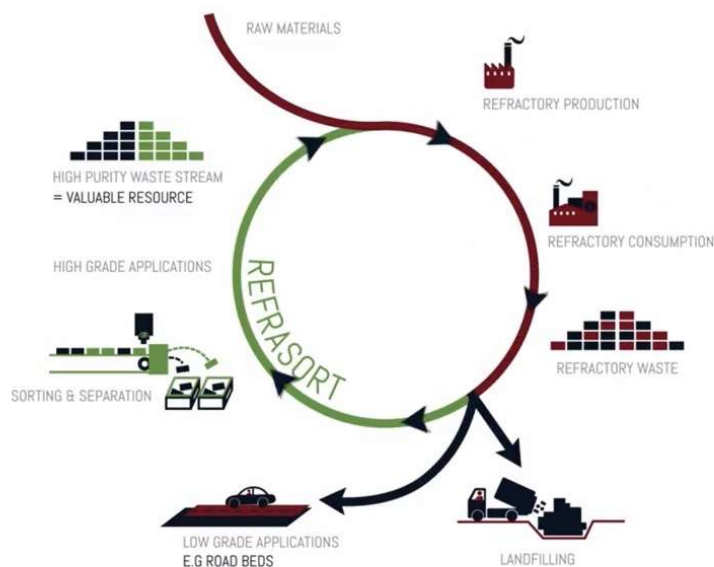 RAW MATERIALS
REFRACTORY PRODUCTION
HIGH PURITY WASTE STREAM
= VALUABLE RESOURCE
REFRACTORY CONSUMPTION
HIGH GRADE APPLICATIONS
REFRASORT
REFRACTORY WASTE
SORTING & SEPARATION
LOW GRADE APPLICATIONS
E.G ROAD BEDS
LANDFILLING